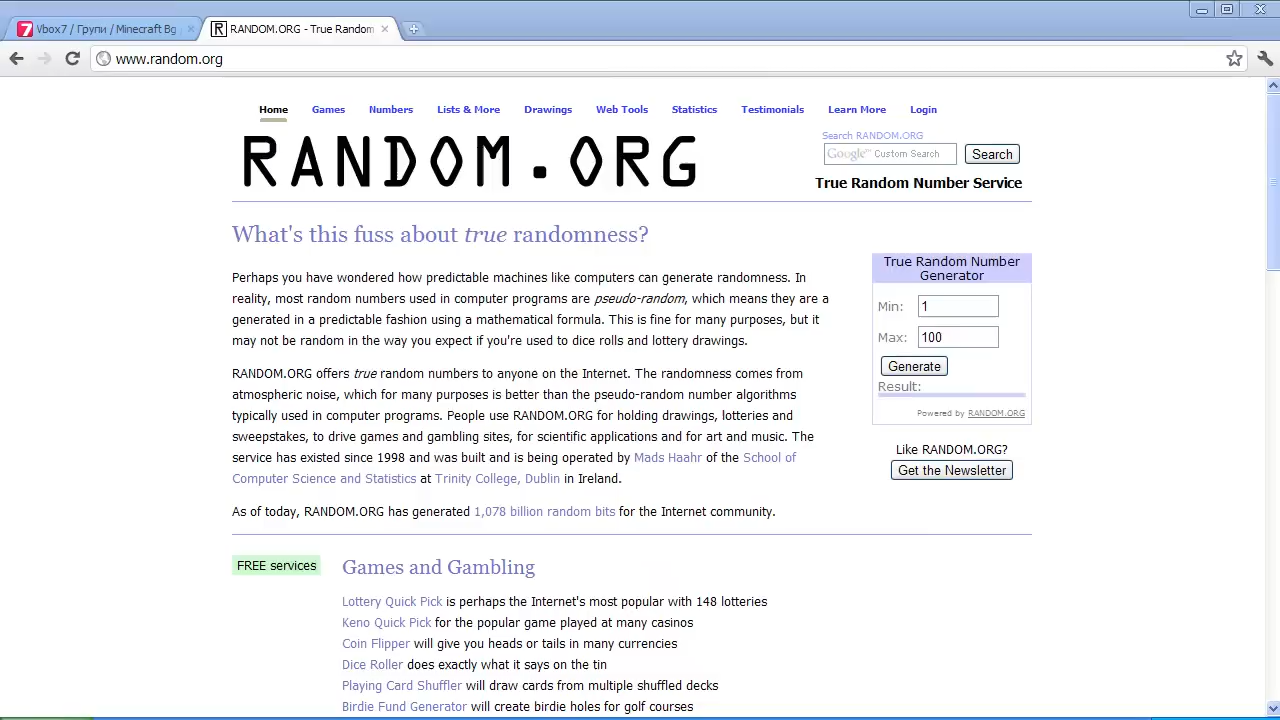 Vbox7 / Групи / Minecraft Bg
RANDOM.ORG - True Random
www.random.org
Home Games Numbers Lists & More Drawings Web Tools Statistics Testimonials Learn More Login
RANDOM.ORG
Search RANDOM.ORG
Google™ Custom Search Search
True Random Number Service
What's this fuss about true randomness?
Perhaps you have wondered how predictable machines like computers can generate randomness. In
reality, most random numbers used in computer programs are pseudo-random, which means they are a
generated in a predictable fashion using a mathematical formula. This is fine for many purposes, but it
may not be random in the way you expect if you're used to dice rolls and lottery drawings.
RANDOM.ORG offers true random numbers to anyone on the Internet. The randomness comes from
atmospheric noise, which for many purposes is better than the pseudo-random number algorithms
typically used in computer programs. People use RANDOM.ORG for holding drawings, lotteries and
sweepstakes, to drive games and gambling sites, for scientific applications and for art and music. The
service has existed since 1998 and was built and is being operated by Mads Haahr of the School of
Computer Science and Statistics at Trinity College, Dublin in Ireland.
As of today, RANDOM.ORG has generated 1,078 billion random bits for the Internet community.
True Random Number
Generator
Min: 1
Max: 100
Generate
Result:
Powered by RANDOM.ORG
Like RANDOM.ORG?
Get the Newsletter
FREE services
Games and Gambling
Lottery Quick Pick is perhaps the Internet's most popular with 148 lotteries
Keno Quick Pick for the popular game played at many casinos
Coin Flipper will give you heads or tails in many currencies
Dice Roller does exactly what it says on the tin
Playing Card Shuffler will draw cards from multiple shuffled decks
Birdie Fund Generator will create birdie holes for golf courses